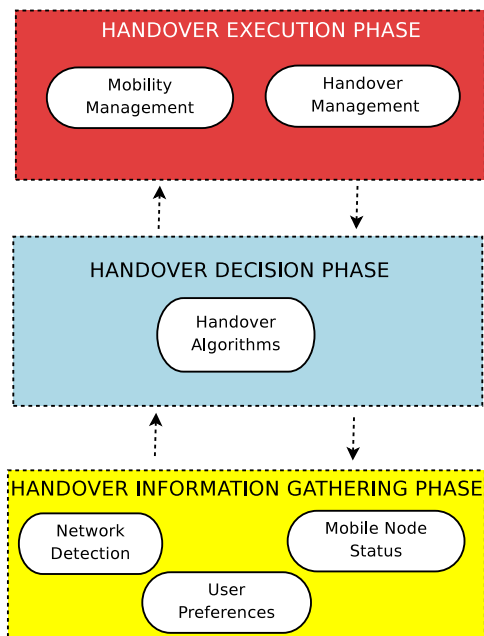 HANDOVER EXECUTION PHASE
Mobility
Management
Handover
Management
HANDOVER DECISION PHASE
Handover
Algorithms
HANDOVER INFORMATION GATHERING PHASE
Network
Detection
Mobile Node
Status
User
Preferences